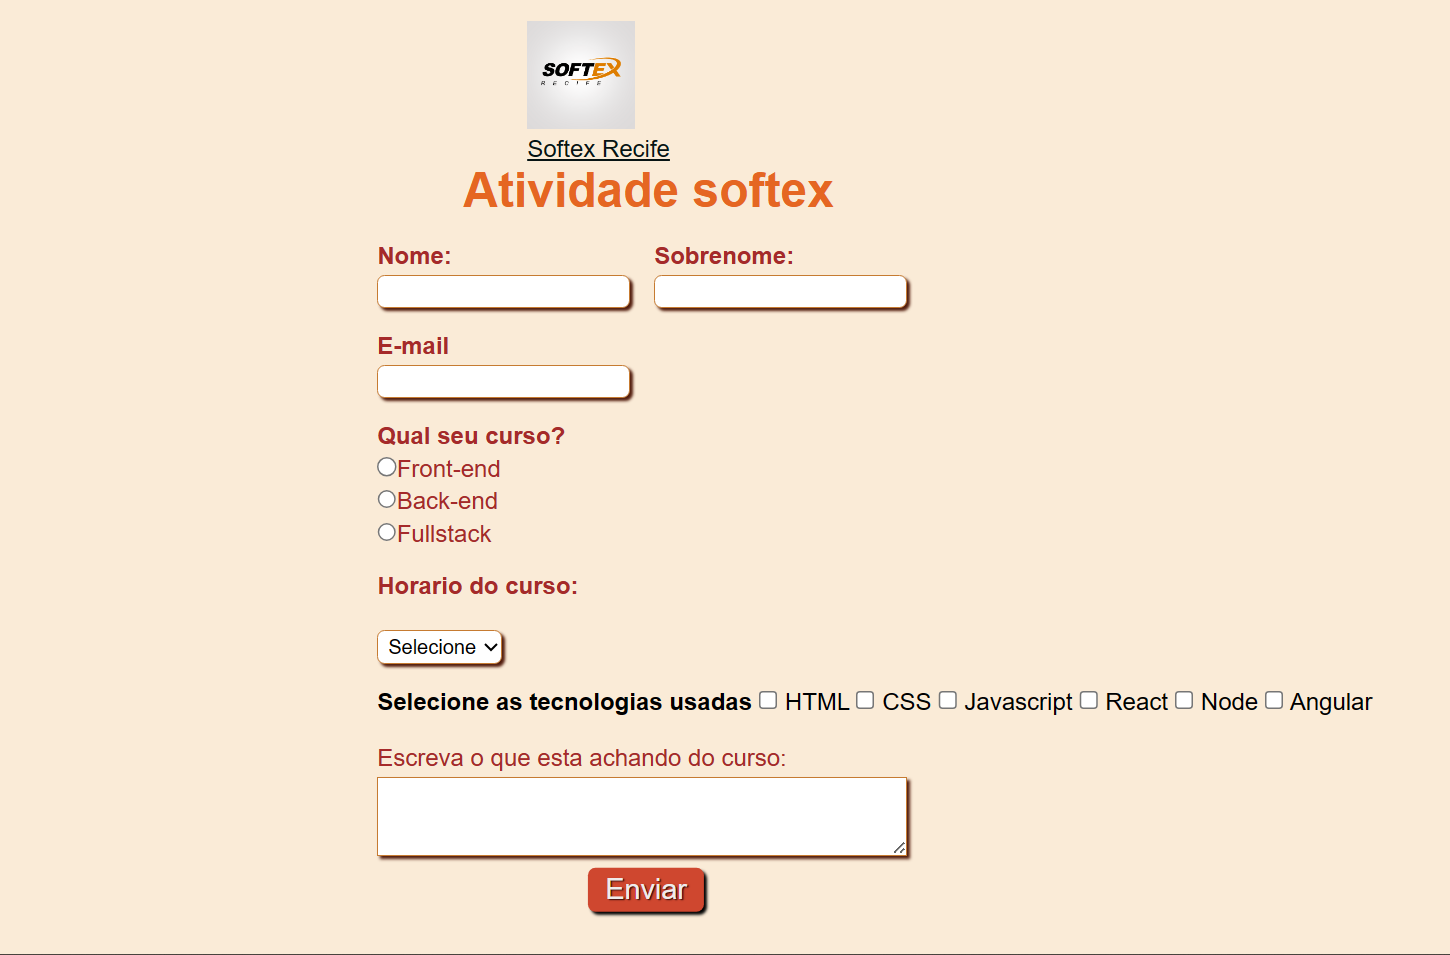 SOFTEX
RECIFE
Softex Recife
Atividade softex
Nome: Sobrenome:
E-mail
Qual seu curso?
Front-end
Back-end
Fullstack
Horario do curso:
Selecione
Selecione as tecnologias usadas HTML CSS Javascript React Node Angular
Escreva o que esta achando do curso:
Enviar